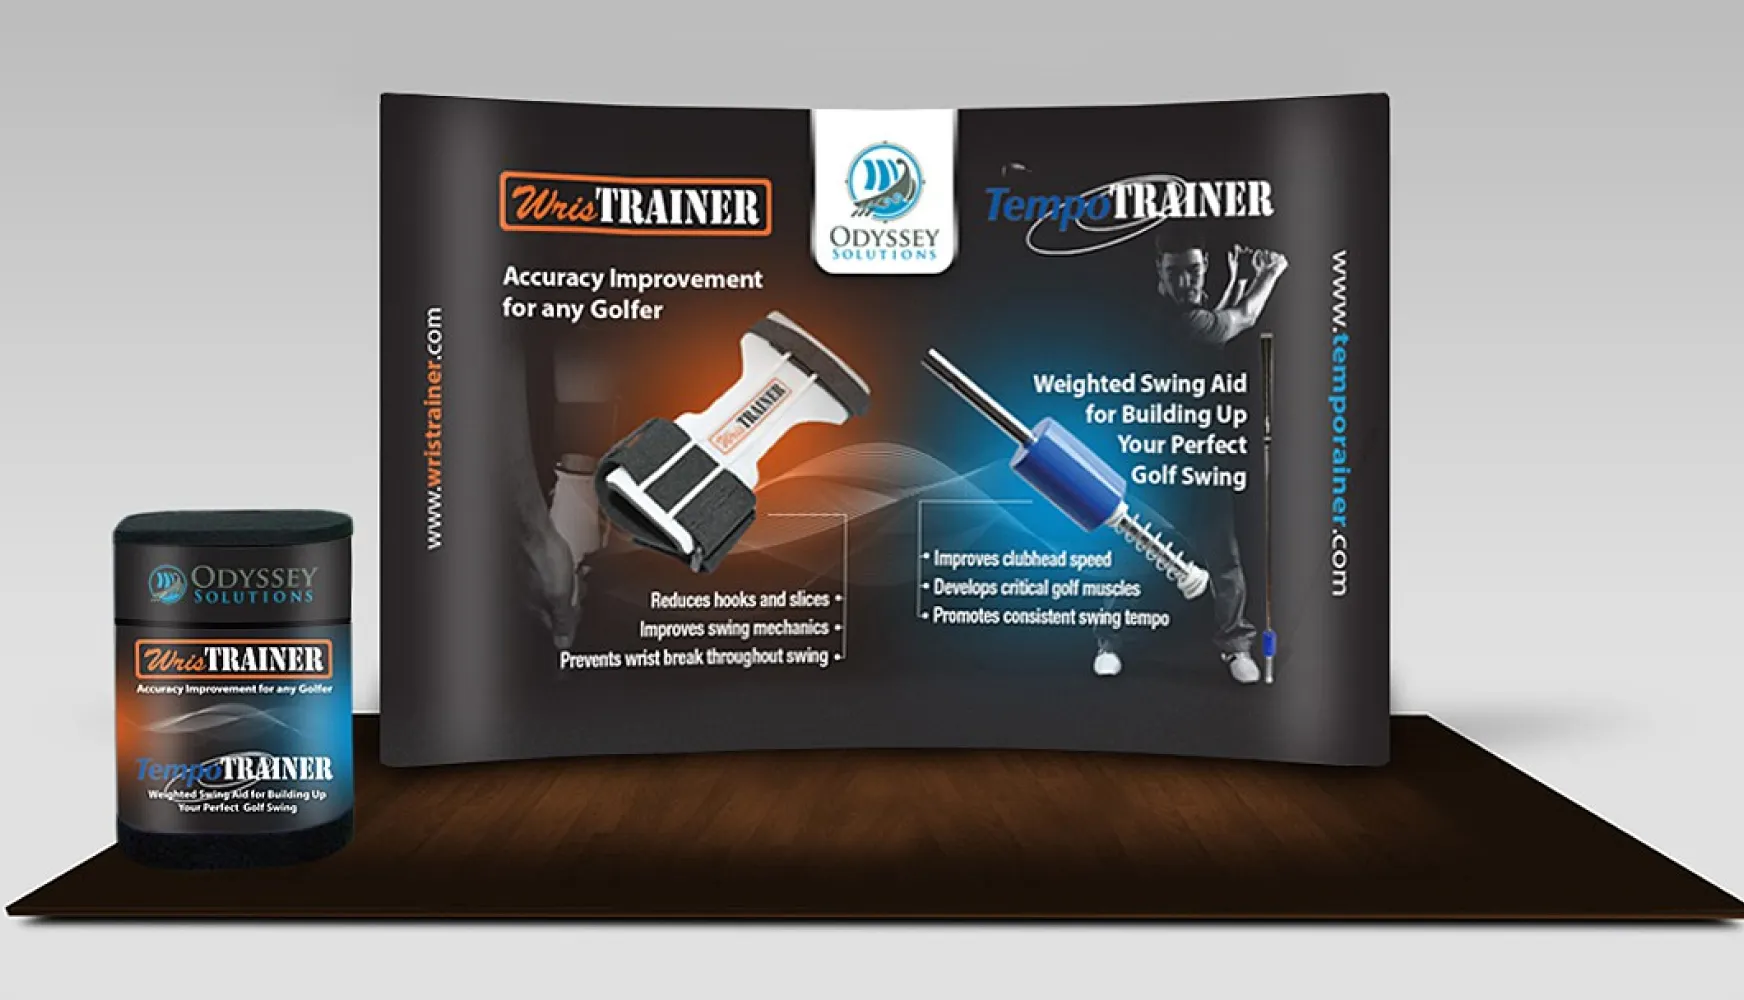 WrisTRAINER
Accuracy Improvement
for any Golfer
www.wristrainer.com
WrisTRAINER
Reduces hooks and slices •
Improves swing mechanics •
Prevents wrist break throughout swing •
ODYSSEY
SOLUTIONS
TempoTRAINER
Weighted Swing Aid
for Building Up
Your Perfect
Golf Swing
• Improves clubhead speed
• Develops critical golf muscles
• Promotes consistent swing tempo
www.temporainer.com
ODYSSEY
SOLUTIONS
WrisTRAINER
Accuracy Improvement for any Golfer
TempoTRAINER
Weighted Swing Aid for Building Up
Your Perfect Golf Swing